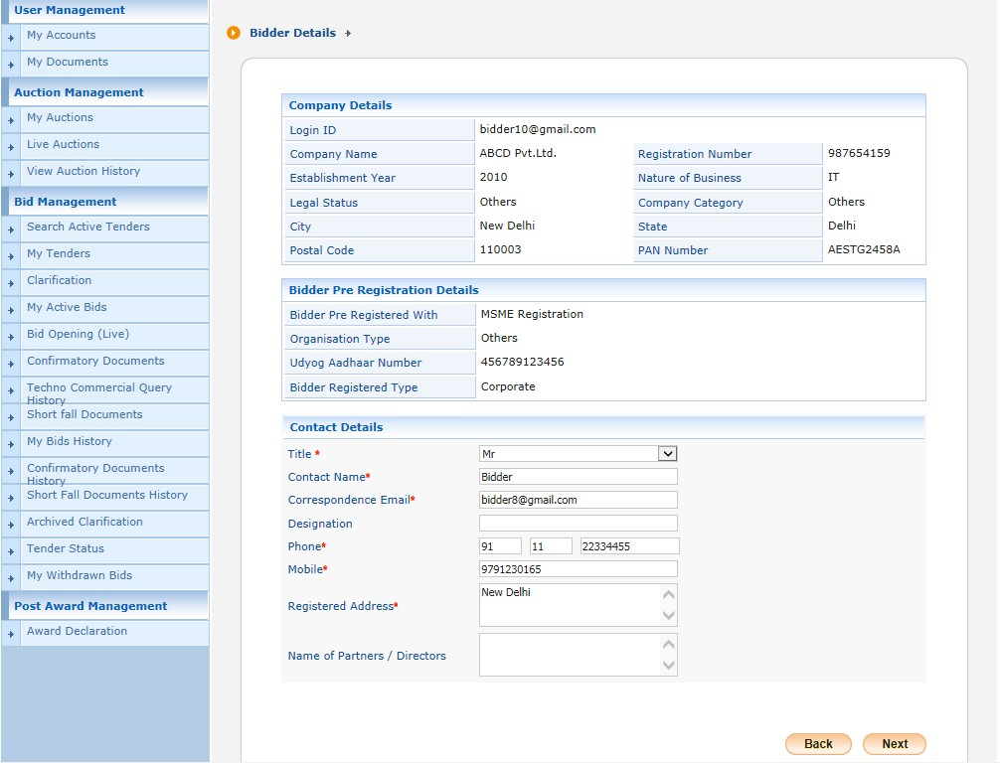 User Management
My Accounts
My Documents
Auction Management
My Auctions
Live Auctions
View Auction History
Bid Management
Search Active Tenders
My Tenders
Clarification
My Active Bids
Bid Opening (Live)
Confirmatory Documents
Techno Commercial Query
History
Short fall Documents
My Bids History
Confirmatory Documents
History
Short Fall Documents History
Archived Clarification
Tender Status
My Withdrawn Bids
Post Award Management
Award Declaration
Bidder Details
Company Details
Login ID bidder10@gmail.com
Company Name ABCD Pvt.Ltd. Registration Number 987654159
Establishment Year 2010 Nature of Business IT
Legal Status Others Company Category Others
City New Delhi State Delhi
Postal Code 110003 PAN Number AESTG2458A
Bidder Pre Registration Details
Bidder Pre Registered With MSME Registration
Organisation Type Others
Udyog Aadhaar Number 456789123456
Bidder Registered Type Corporate
Contact Details
Title * Mr
Contact Name* Bidder
Correspondence Email* bidder8@gmail.com
Designation
Phone* 91 11 22334455
Mobile* 9791230165
Registered Address* New Delhi
Name of Partners / Directors
Back Next